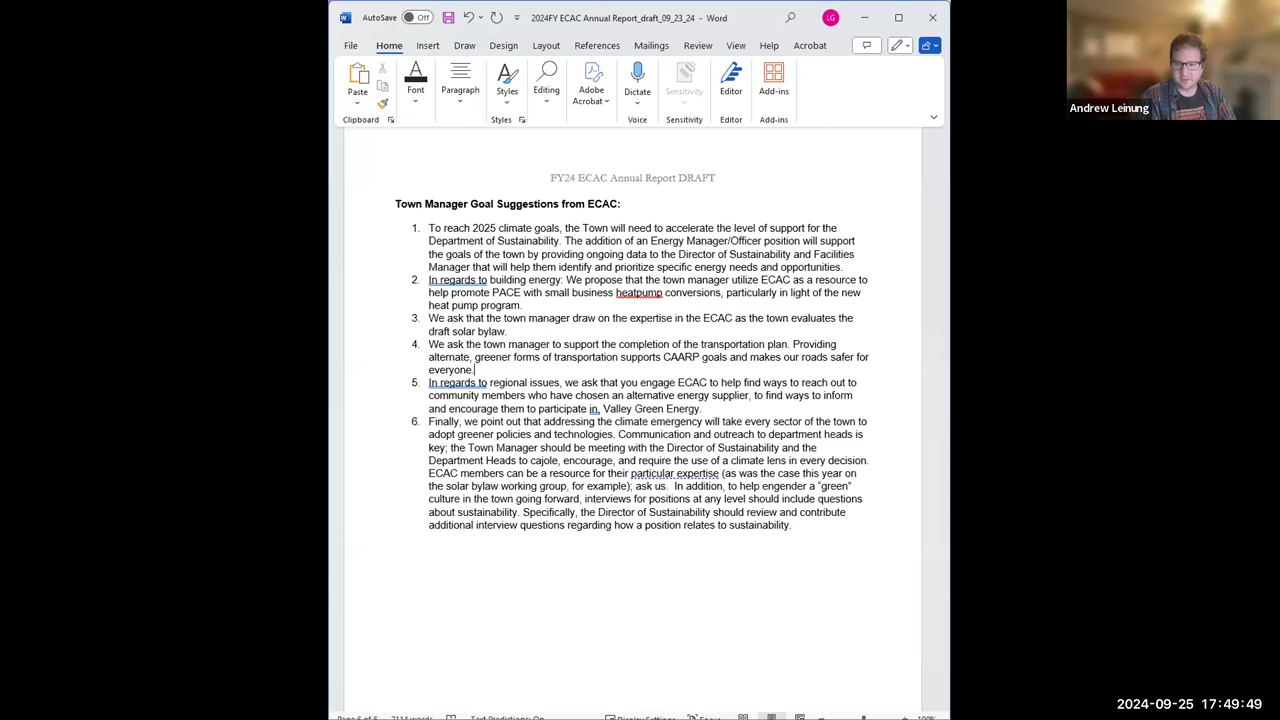 AutoSave Off 2024FY ECAC Annual Report_draft_09_23_24 - Word LG
File Home Insert Draw Design Layout References Mailings Review View Help Acrobat
Paste Font Paragraph Styles Editing Adobe Acrobat Dictate Sensitivity Editor Add-ins
Clipboard Styles Voice Sensitivity Editor Add-ins
Andrew Leinung
FY24 ECAC Annual Report DRAFT
Town Manager Goal Suggestions from ECAC:
1. To reach 2025 climate goals, the Town will need to accelerate the level of support for the
Department of Sustainability. The addition of an Energy Manager/Officer position will support
the goals of the town by providing ongoing data to the Director of Sustainability and Facilities
Manager that will help them identify and prioritize specific energy needs and opportunities.
2. In regards to building energy: We propose that the town manager utilize ECAC as a resource to
help promote PACE with small business heatpump conversions, particularly in light of the new
heat pump program.
3. We ask that the town manager draw on the expertise in the ECAC as the town evaluates the
draft solar bylaw.
4. We ask the town manager to support the completion of the transportation plan. Providing
alternate, greener forms of transportation supports CAARP goals and makes our roads safer for
everyone.
5. In regards to regional issues, we ask that you engage ECAC to help find ways to reach out to
community members who have chosen an alternative energy supplier, to find ways to inform
and encourage them to participate in, Valley Green Energy.
6. Finally, we point out that addressing the climate emergency will take every sector of the town to
adopt greener policies and technologies. Communication and outreach to department heads is
key; the Town Manager should be meeting with the Director of Sustainability and the
Department Heads to cajole, encourage, and require the use of a climate lens in every decision.
ECAC members can be a resource for their particular expertise (as was the case this year on
the solar bylaw working group, for example); ask us. In addition, to help engender a "green"
culture in the town going forward, interviews for positions at any level should include questions
about sustainability. Specifically, the Director of Sustainability should review and contribute
additional interview questions regarding how a position relates to sustainability.
Page 6 of 6 2114 words Text Predictions: On Display Settings Focus 100%
2024-09-25 17:49:49